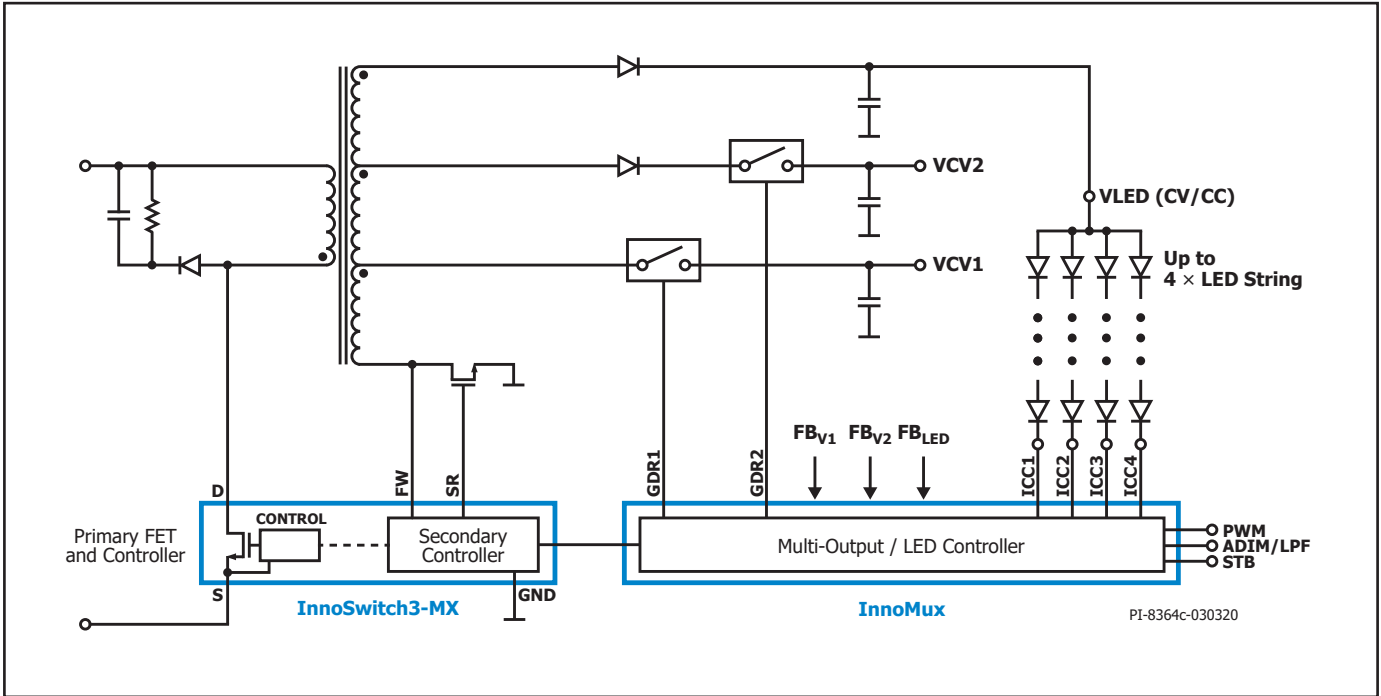 VCV2
VLED (CV/CC)
VCV1
Up to
4 × LED String
FBV1 FBV2 FBLED
FW
SR
GDR1
GDR2
ICC1
ICC2
ICC3
ICC4
D
CONTROL
Primary FET
and Controller
Secondary
Controller
Multi-Output / LED Controller
PWM
ADIM/LPF
STB
S
GND
InnoSwitch3-MX
InnoMux
PI-8364c-030320